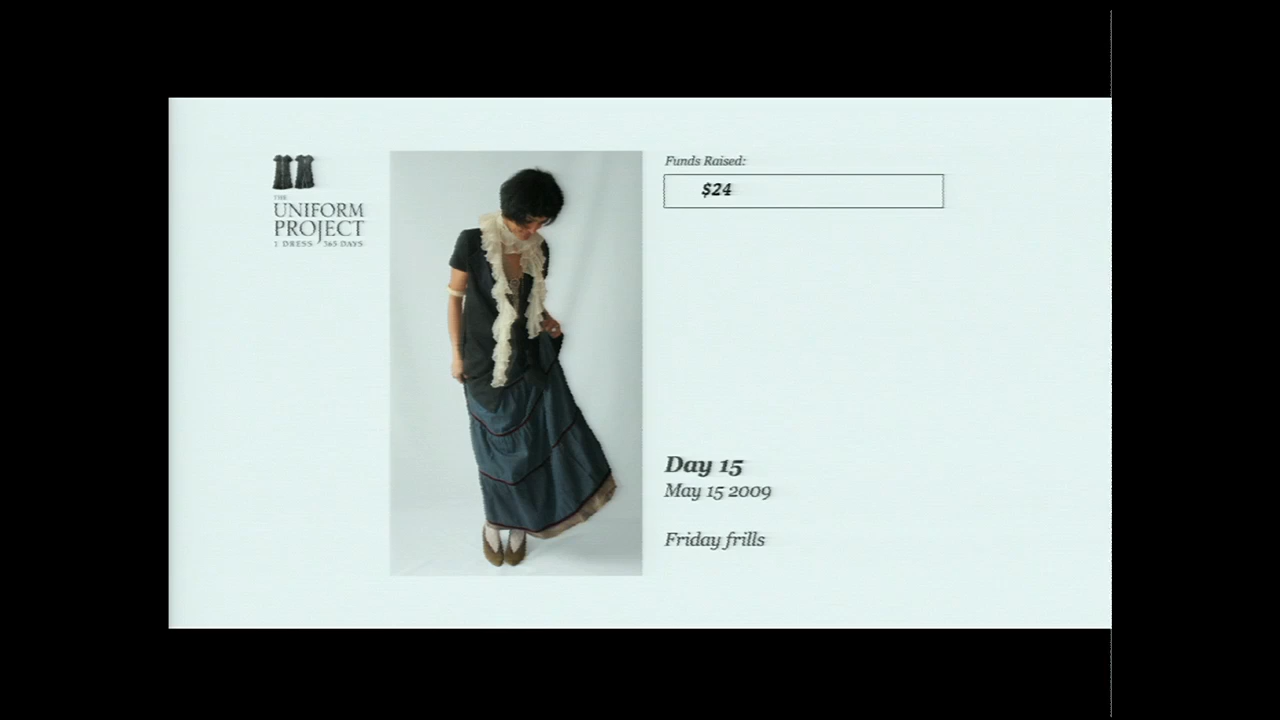 THE
UNIFORM
PROJECT
1 DRESS 365 DAYS
Funds Raised:
$24
Day 15
May 15 2009
Friday frills